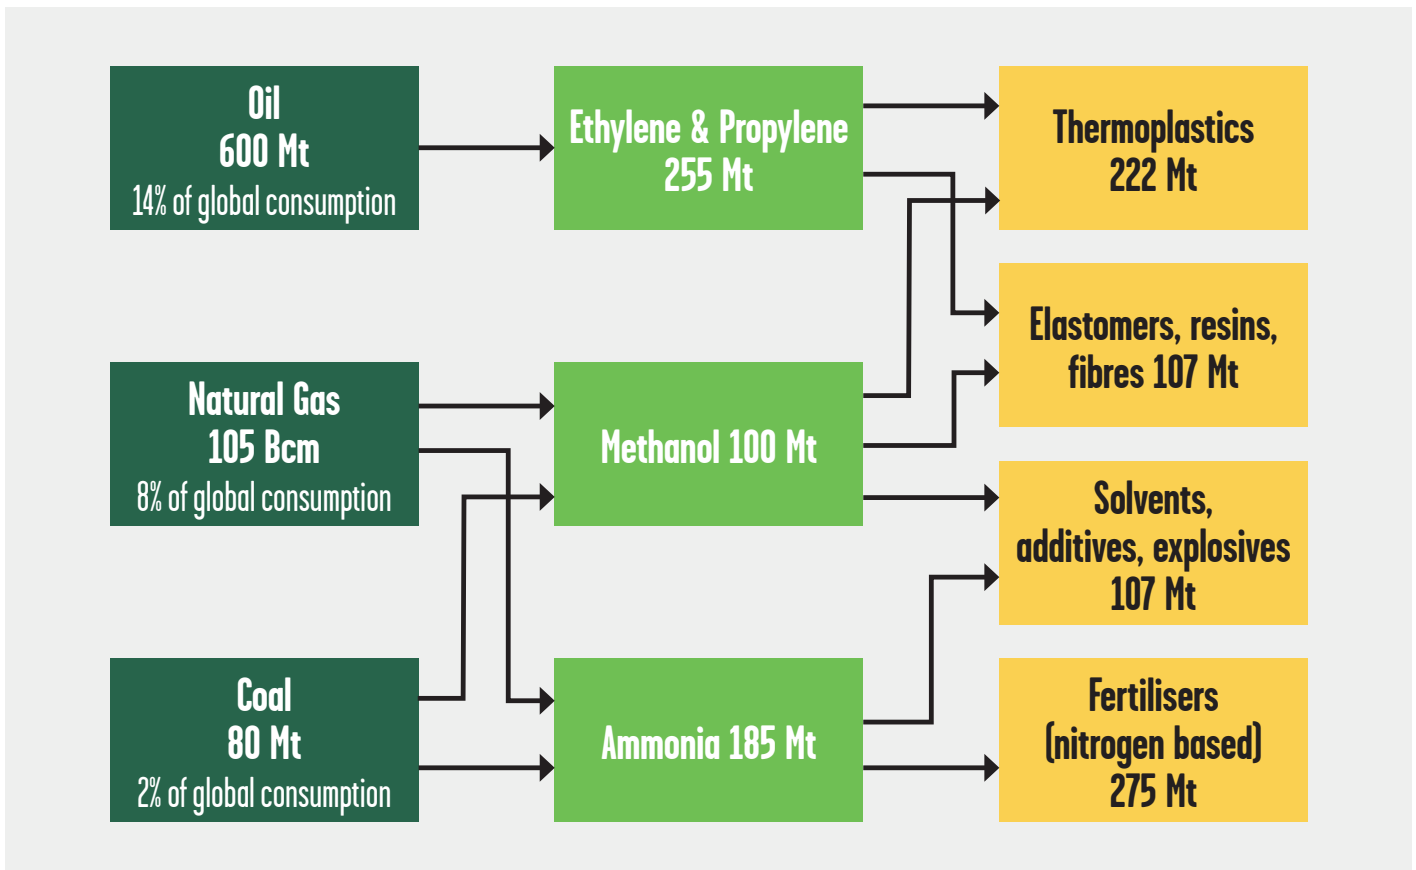 Oil
600 Mt
14% of global consumption
Ethylene & Propylene
255 Mt
Thermoplastics
222 Mt
Elastomers, resins,
fibres 107 Mt
Natural Gas
105 Bcm
8% of global consumption
Methanol 100 Mt
Solvents,
additives, explosives
107 Mt
Coal
80 Mt
2% of global consumption
Ammonia 185 Mt
Fertilisers
(nitrogen based)
275 Mt